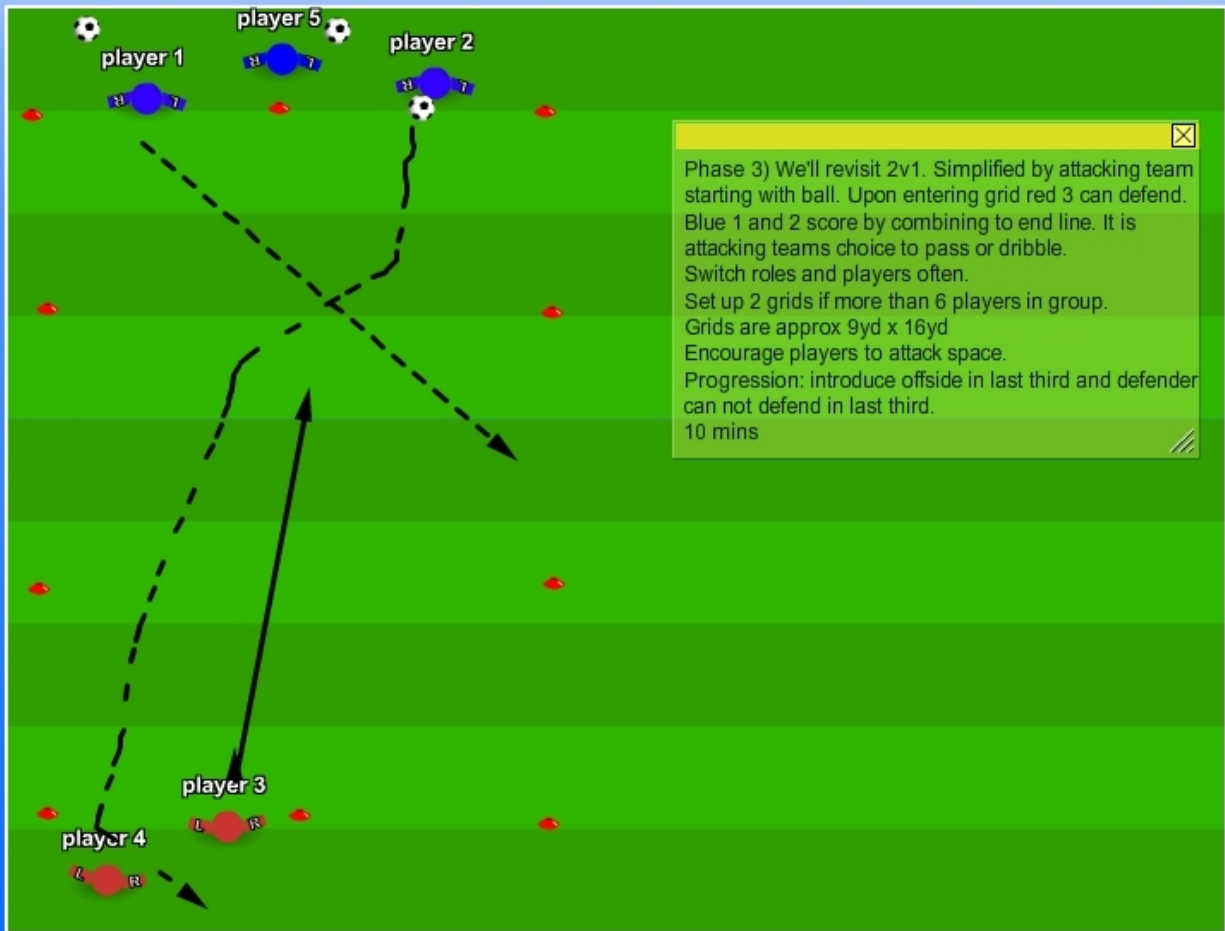 player 5
player 2
player 1
R L
R L
R L
Phase 3) We'll revisit 2v1. Simplified by attacking team
starting with ball. Upon entering grid red 3 can defend.
Blue 1 and 2 score by combining to end line. It is
attacking teams choice to pass or dribble.
Switch roles and players often.
Set up 2 grids if more than 6 players in group.
Grids are approx 9yd x 16yd
Encourage players to attack space.
Progression: introduce offside in last third and defender
can not defend in last third.
10 mins
player 3
L R
player 4
L R